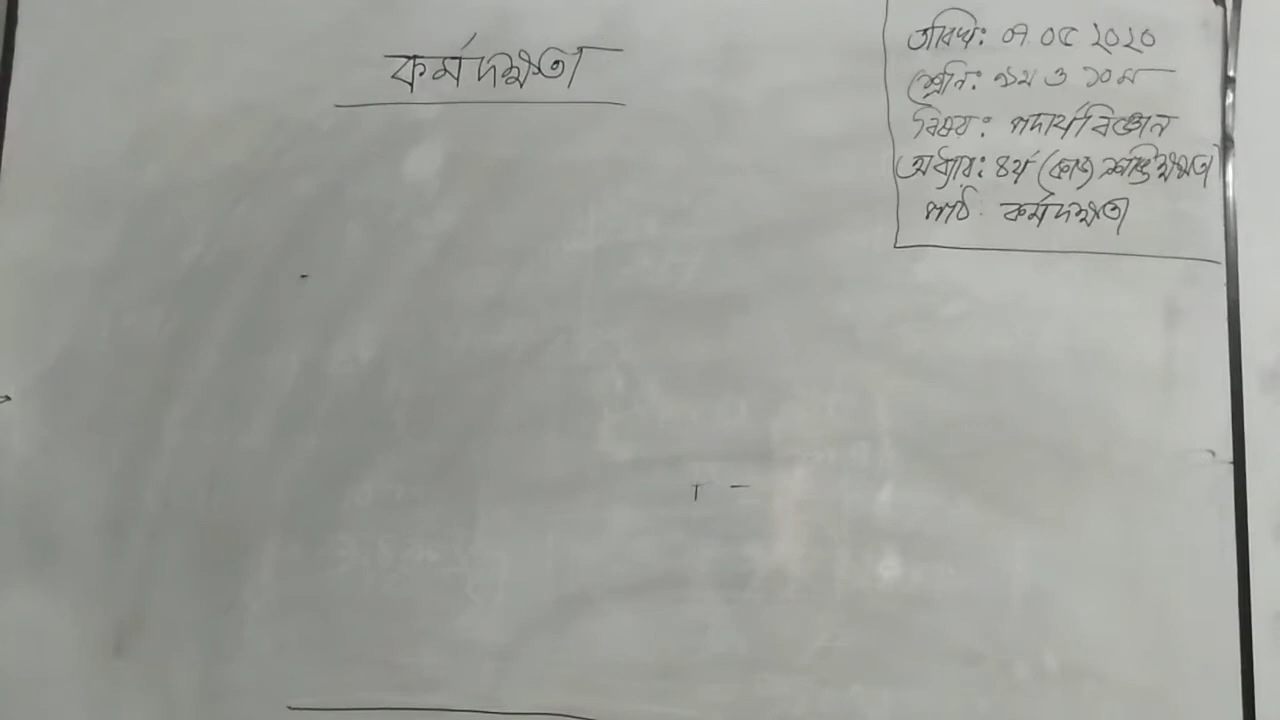 কর্মদক্ষতা
তারিখ: ০৭.০৫ ২০২০
শ্রেনি: ৯ম ও ১০ম
বিষয়: পদার্থবিজ্ঞান
অধ্যায়: ৪র্থ (কাজ, শক্তি, ক্ষমতা)
পাঠ: কর্মদক্ষতা